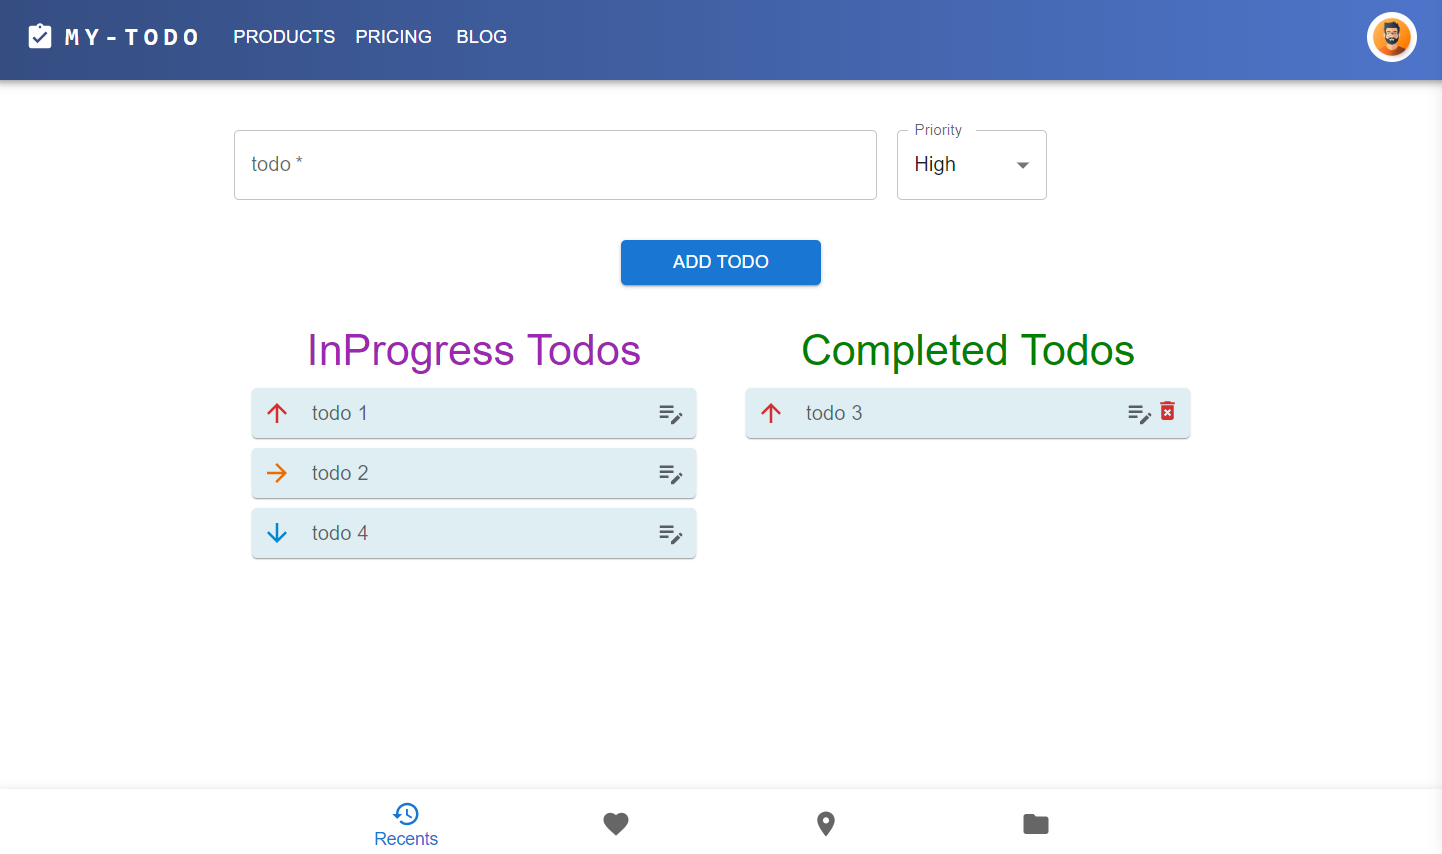 MY-TODO PRODUCTS PRICING BLOG
Priority
todo * High
ADD TODO
InProgress Todos Completed Todos
todo 1 todo 3
todo 2
todo 4
Recents